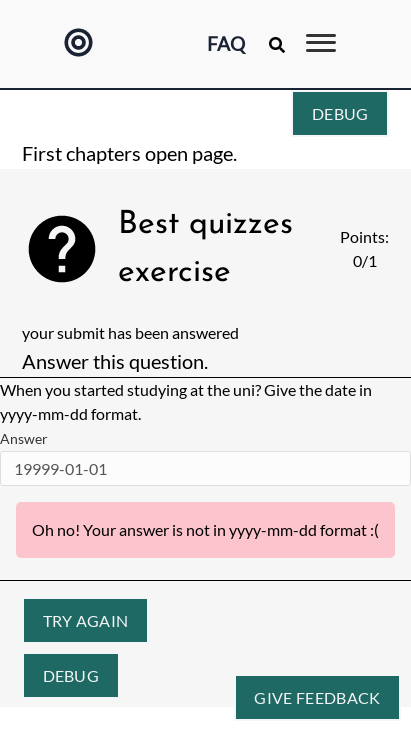 FAQ
DEBUG
First chapters open page.
Best quizzes
exercise
Points:
0/1
your submit has been answered
Answer this question.
When you started studying at the uni? Give the date in
yyyy-mm-dd format.
Answer
19999-01-01
Oh no! Your answer is not in yyyy-mm-dd format :(
TRY AGAIN
DEBUG
GIVE FEEDBACK